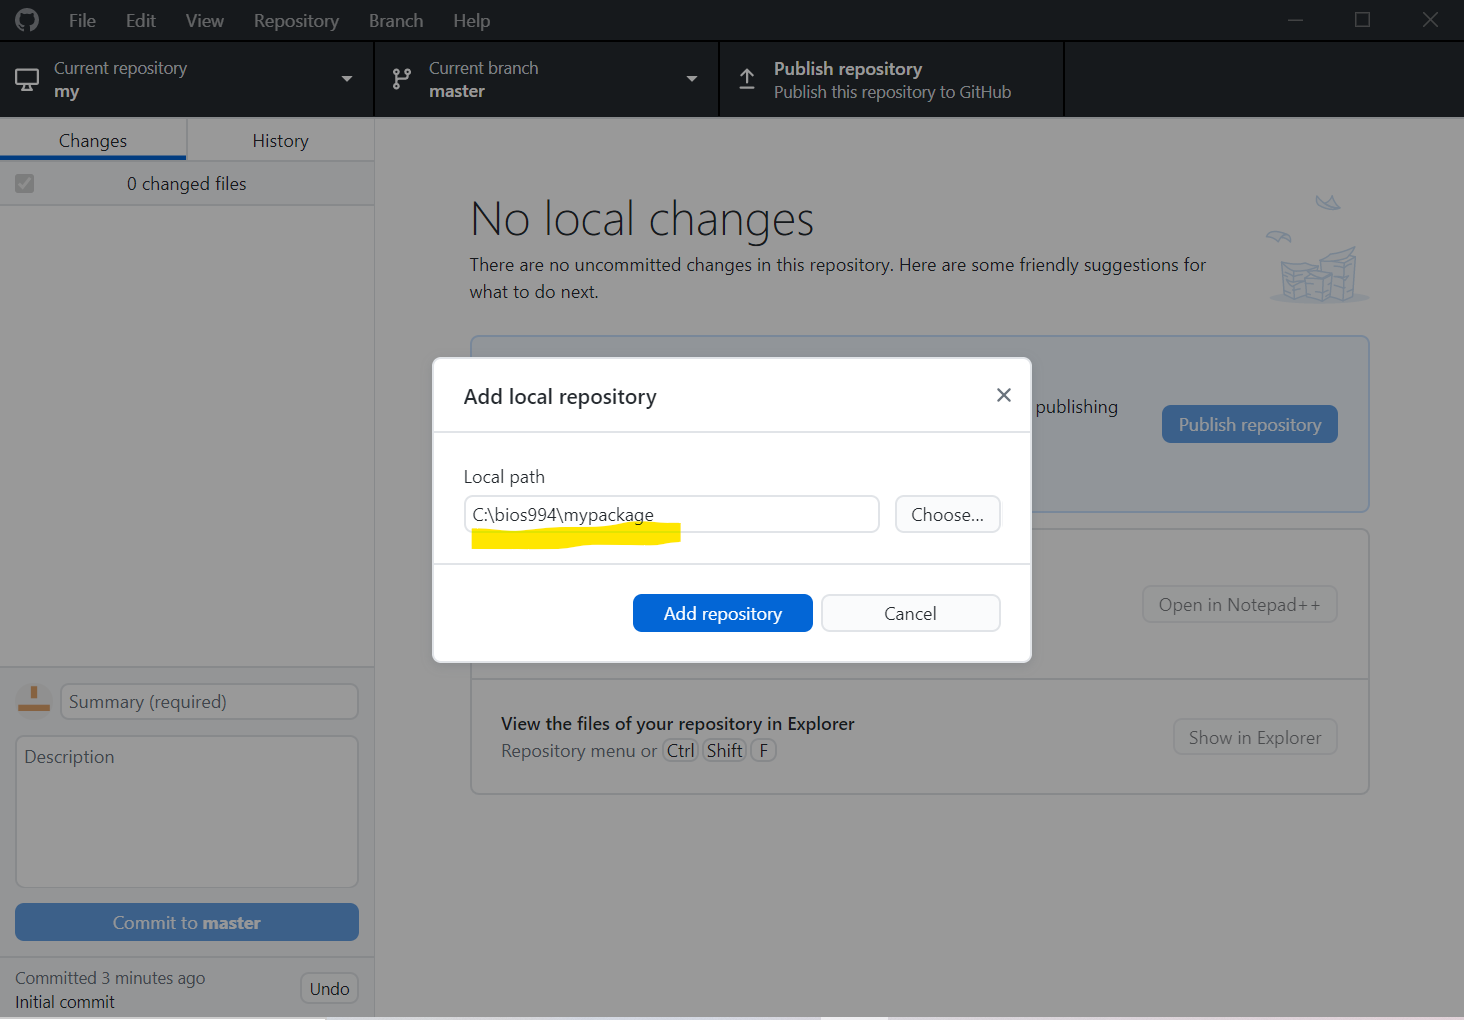 File Edit View Repository Branch Help
Current repository
my
Current branch
master
Publish repository
Publish this repository to GitHub
Changes History
0 changed files
No local changes
There are no uncommitted changes in this repository. Here are some friendly suggestions for
what to do next.
publishing
Publish repository
Add local repository
Local path
C:\bios994\mypackage
Choose...
Add repository
Cancel
Open in Notepad++
View the files of your repository in Explorer
Repository menu or Ctrl Shift F
Show in Explorer
Summary (required)
Description
Commit to master
Committed 3 minutes ago
Initial commit
Undo